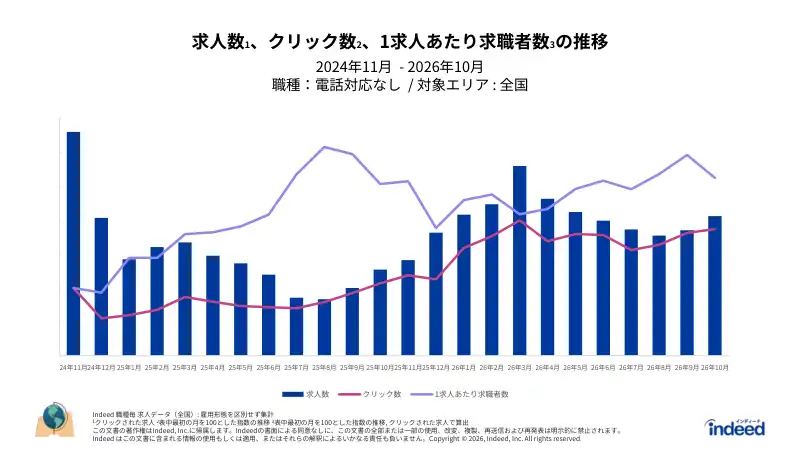 求人数1、クリック数2、1求人あたり求職者数3の推移
2024年11月 - 2026年10月
職種：電話対応なし / 対象エリア : 全国
24年11月 24年12月 25年1月 25年2月 25年3月 25年4月 25年5月 25年6月 25年7月 25年8月 25年9月 25年10月 25年11月 25年12月 26年1月 26年2月 26年3月 26年4月 26年5月 26年6月 26年7月 26年8月 26年9月 26年10月
求人数 クリック数 1求人あたり求職者数
Indeed 職種毎 求人データ（全国）: 雇用形態を区別せず集計
¹クリックされた求人 ²表中最初の月を100とした指数の推移 ³表中最初の月を100とした指数の推移, クリックされた求人で算出
この文書の著作権はIndeed, Inc.に帰属します。Indeedの書面による同意なしに、この文書の全部または一部の使用、改変、複製、再送信および再発表は明示的に禁止されます。
Indeed はこの文書に含まれる情報の使用もしくは適用、またはそれらの解釈によるいかなる責任も負いません。Copyright © 2026, Indeed, Inc. All rights reserved
インディード
indeed